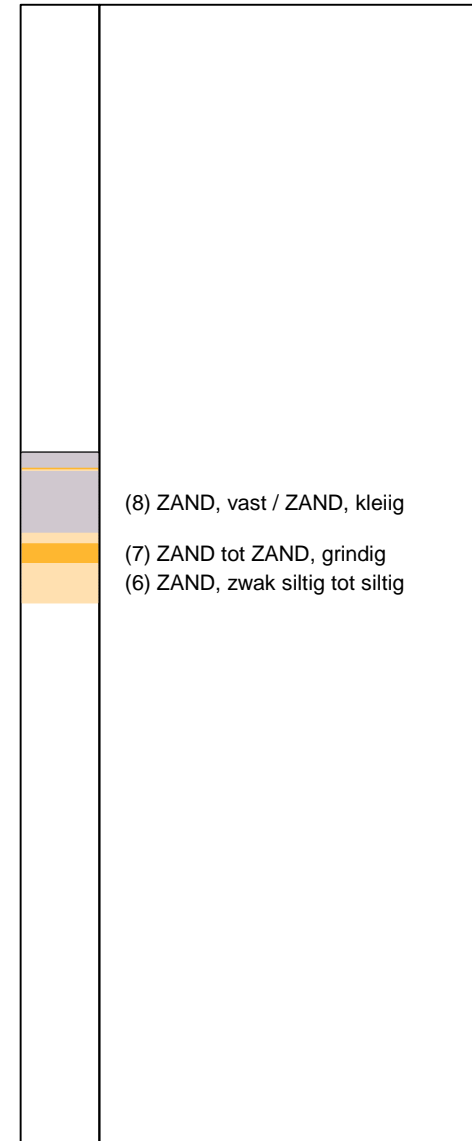 (8) ZAND, vast / ZAND, kleiig
(7) ZAND tot ZAND, grindig
(6) ZAND, zwak siltig tot siltig